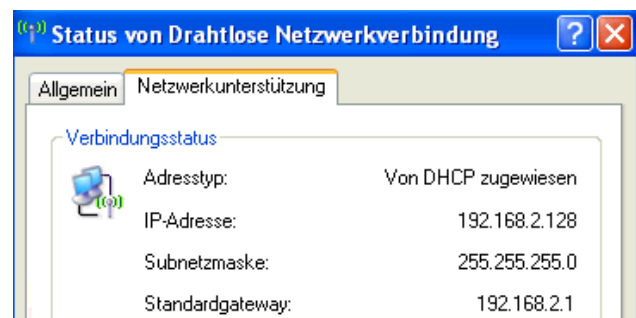 Status von Drahtlose Netzwerkverbindung
Allgemein Netzwerkunterstützung
Verbindungsstatus
Adresstyp: Von DHCP zugewiesen
IP-Adresse: 192.168.2.128
Subnetzmaske: 255.255.255.0
Standardgateway: 192.168.2.1